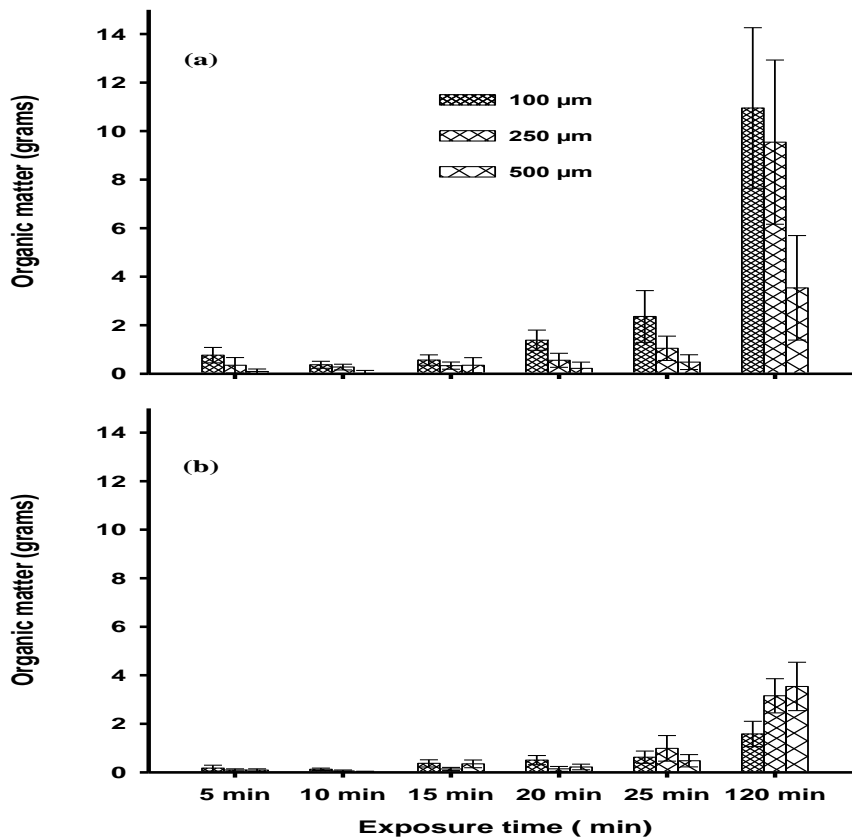 14
(a)
12
100 µm
10
250 µm
8
500 µm
6
4
2
0
Organic matter (grams)
14
(b)
12
10
8
6
4
2
0
Organic matter (grams)
5 min 10 min 15 min 20 min 25 min 120 min
Exposure time ( min)